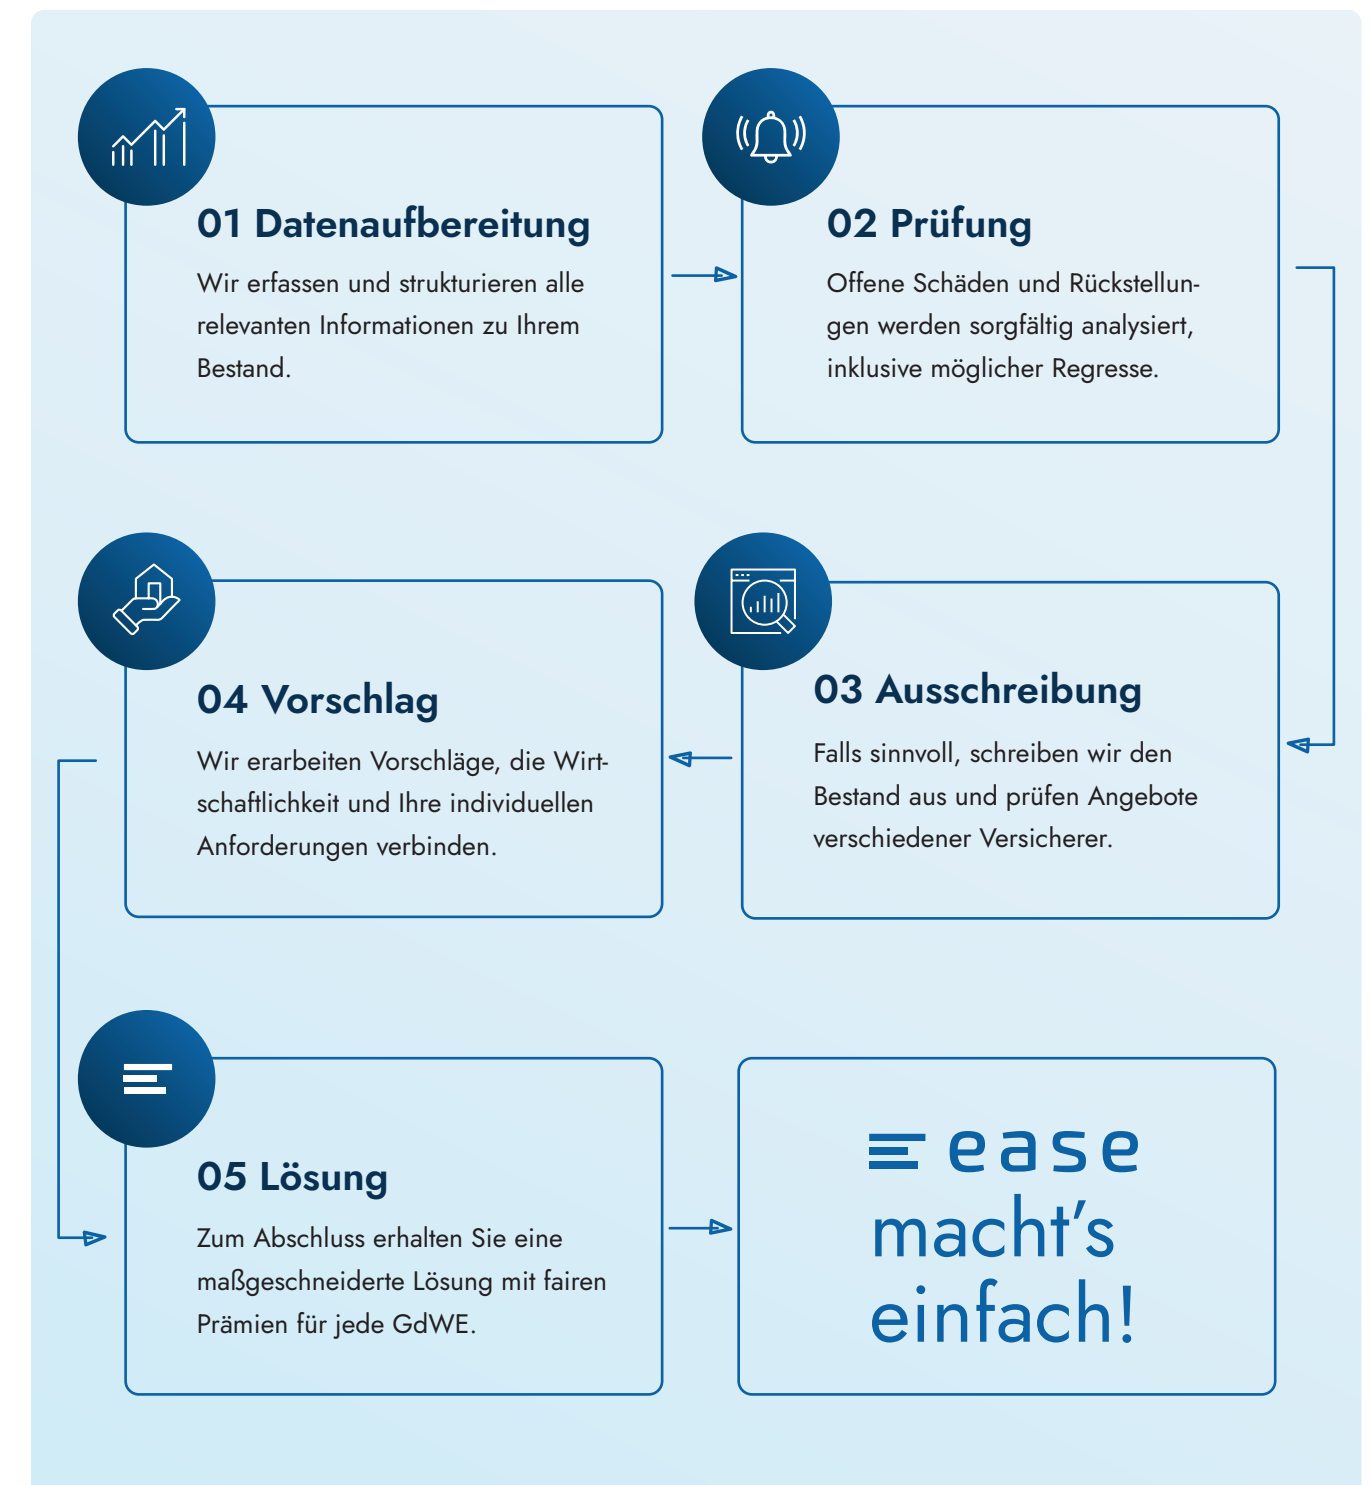 01 Datenaufbereitung
Wir erfassen und strukturieren alle
relevanten Informationen zu Ihrem
Bestand.
02 Prüfung
Offene Schäden und Rückstellun-
gen werden sorgfältig analysiert,
inklusive möglicher Regresse.
03 Ausschreibung
Falls sinnvoll, schreiben wir den
Bestand aus und prüfen Angebote
verschiedener Versicherer.
04 Vorschlag
Wir erarbeiten Vorschläge, die Wirt-
schaftlichkeit und Ihre individuellen
Anforderungen verbinden.
05 Lösung
Zum Abschluss erhalten Sie eine
maßgeschneiderte Lösung mit fairen
Prämien für jede GdWE.
ease
macht’s
einfach!